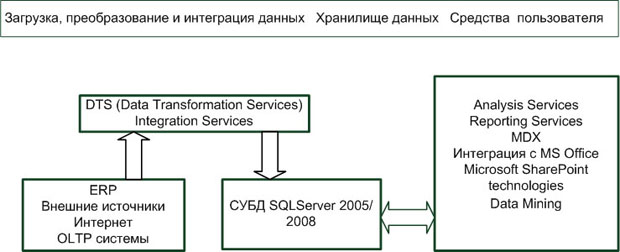 Загрузка, преобразование и интеграция данных Хранилище данных Средства пользователя
DTS (Data Transformation Services)
Integration Services
ERP
Внешние источники
Интернет
OLTP системы
СУБД SQLServer 2005/
2008
Analysis Services
Reporting Services
MDX
Интеграция с MS Office
Microsoft SharePoint
technologies
Data Mining